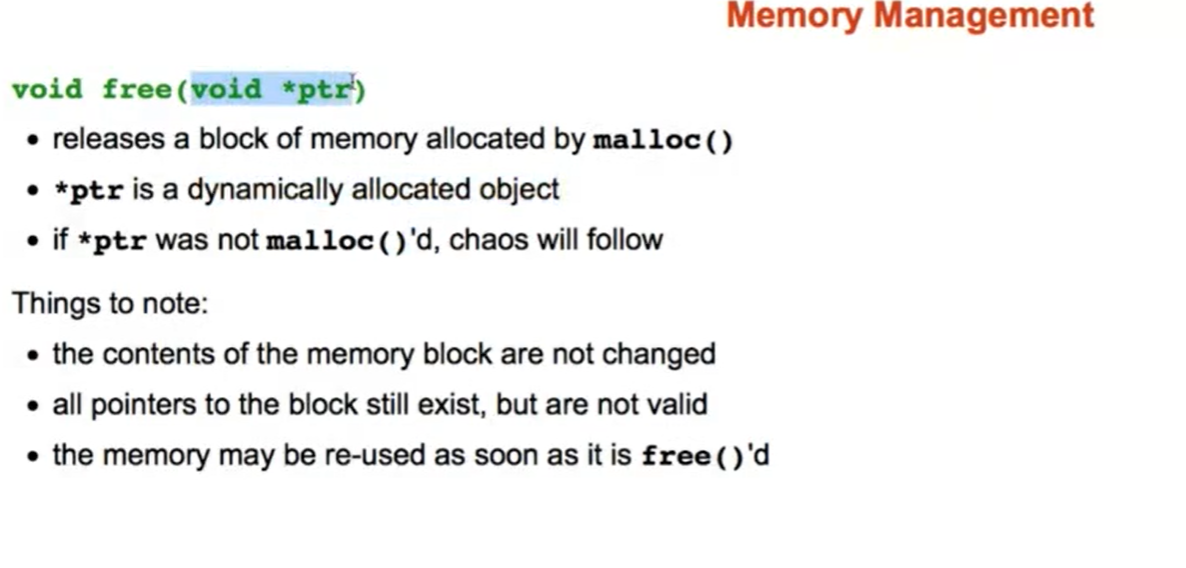 Memory Management
void free(void *ptr)
• releases a block of memory allocated by malloc()
• *ptr is a dynamically allocated object
• if *ptr was not malloc()'d, chaos will follow
Things to note:
• the contents of the memory block are not changed
• all pointers to the block still exist, but are not valid
• the memory may be re-used as soon as it is free()'d